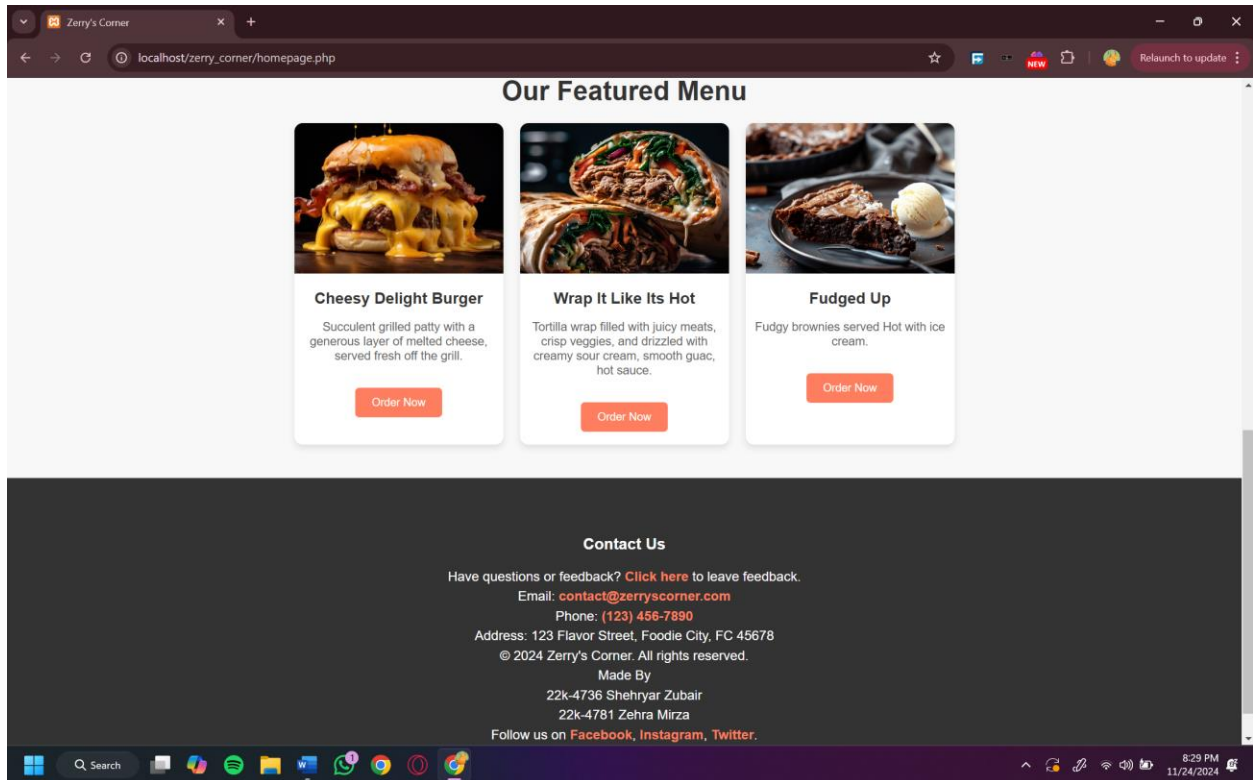 Zerry's Corner
localhost/zerry_corner/homepage.php
NEW
Relaunch to update
Our Featured Menu
Cheesy Delight Burger
Succulent grilled patty with a
generous layer of melted cheese,
served fresh off the grill.
Order Now
Wrap It Like Its Hot
Tortilla wrap filled with juicy meats,
crisp veggies, and drizzled with
creamy sour cream, smooth guac,
hot sauce.
Order Now
Fudged Up
Fudgy brownies served Hot with ice
cream.
Order Now
Contact Us
Have questions or feedback? Click here to leave feedback.
Email: contact@zerryscorner.com
Phone: (123) 456-7890
Address: 123 Flavor Street, Foodie City, FC 45678
© 2024 Zerry's Corner. All rights reserved.
Made By
22k-4736 Shehryar Zubair
22k-4781 Zehra Mirza
Follow us on Facebook, Instagram, Twitter.
Search
1
8:29 PM
11/24/2024